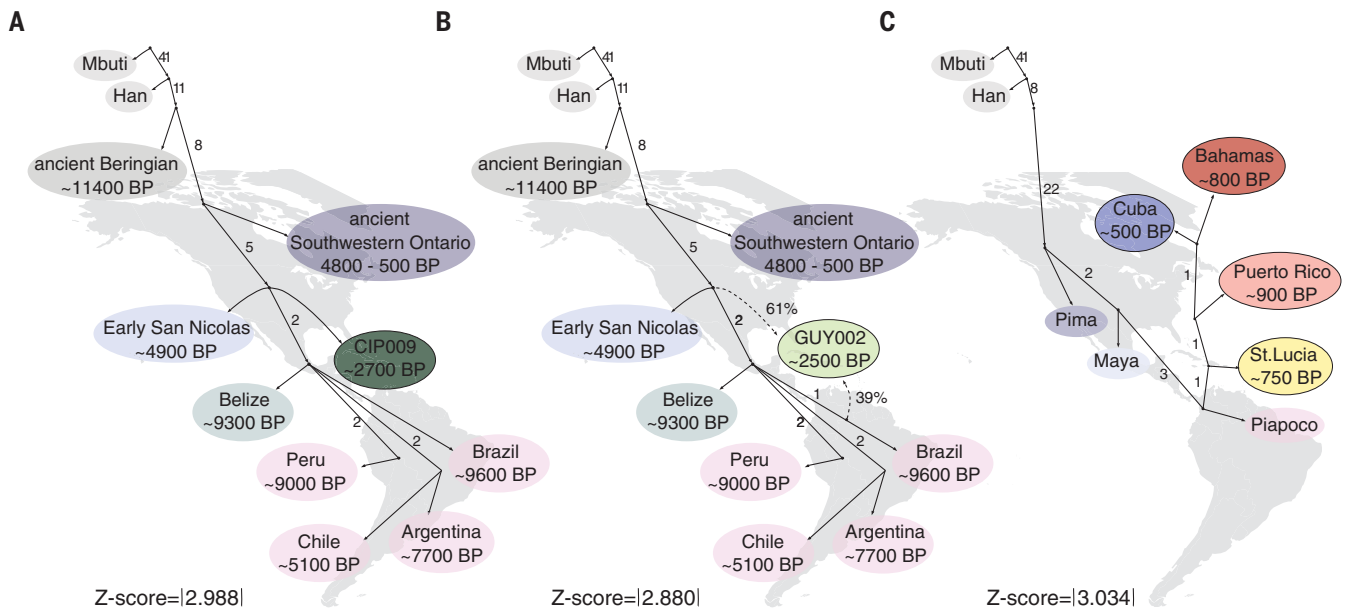 A
Mbuti
41
Han
11
8
ancient Beringian
~11400 BP
ancient
Southwestern Ontario
4800 - 500 BP
5
Early San Nicolas
~4900 BP
2
CIP009
~2700 BP
Belize
~9300 BP
2
2
Peru
~9000 BP
Brazil
~9600 BP
Chile
~5100 BP
Argentina
~7700 BP
Z-score=|2.988|
B
Mbuti
41
Han
11
8
ancient Beringian
~11400 BP
ancient
Southwestern Ontario
4800 - 500 BP
5
61%
Early San Nicolas
~4900 BP
2
GUY002
~2500 BP
Belize
~9300 BP
1
39%
2
2
Peru
~9000 BP
Brazil
~9600 BP
Chile
~5100 BP
Argentina
~7700 BP
Z-score=|2.880|
C
Mbuti
41
Han
8
22
Bahamas
~800 BP
Cuba
~500 BP
2
1
Puerto Rico
~900 BP
Pima
Maya
1
St.Lucia
~750 BP
3
1
Piapoco
Z-score=|3.034|